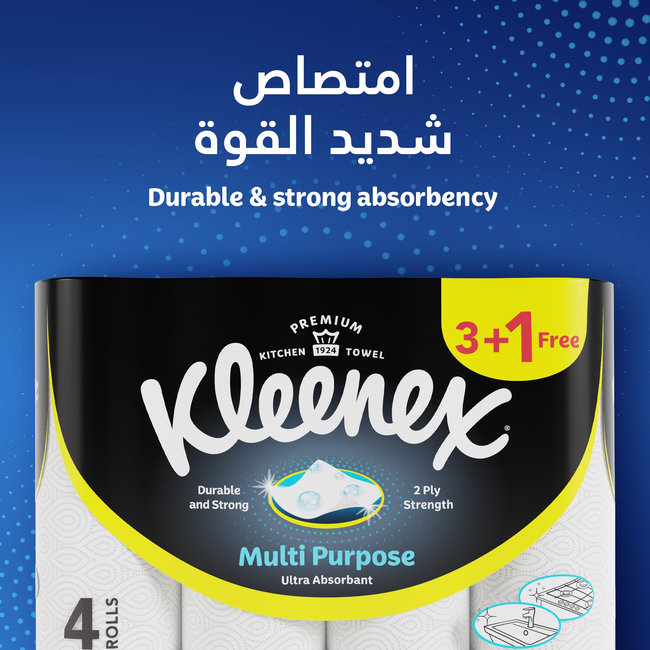 امتصاص
شديد القوة
Durable & strong absorbency
3+1 Free
PREMIUM
KITCHEN 1924 TOWEL
Kleenex®
Durable
and Strong
2 Ply
Strength
Multi Purpose
Ultra Absorbant
4 ROLLS